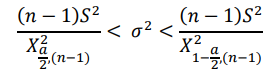 (n − 1)S² / X²_{a/2,(n−1)} < σ² < (n − 1)S² / X²_{1−a/2,(n−1)}